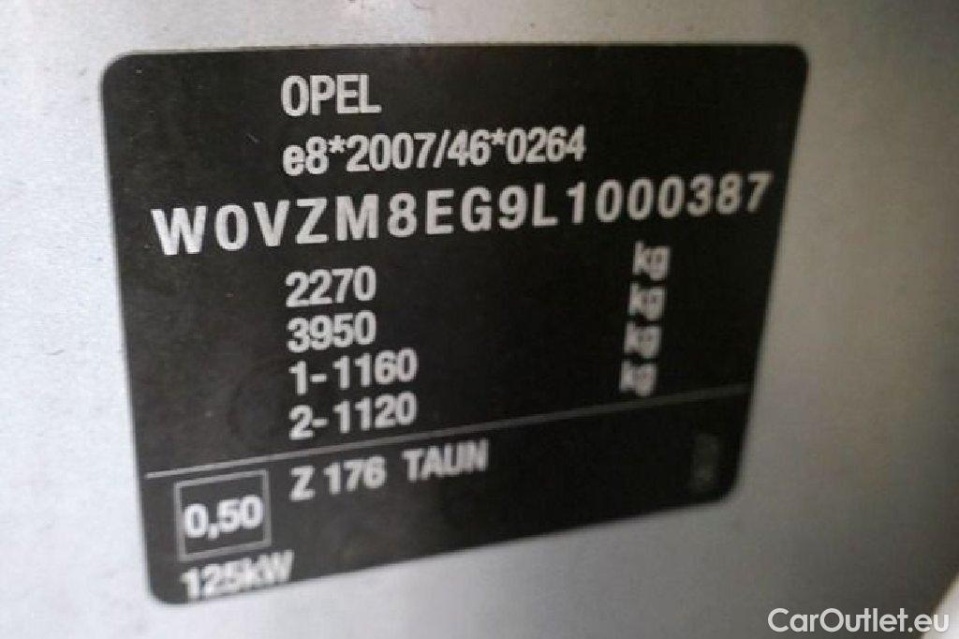 OPEL
e8*2007/46*0264
W0VZM8EG9L1000387
2270 kg
3950 kg
1-1160 kg
2-1120 kg
Z 176 TAUN
0,50
125kW
CarOutlet.eu